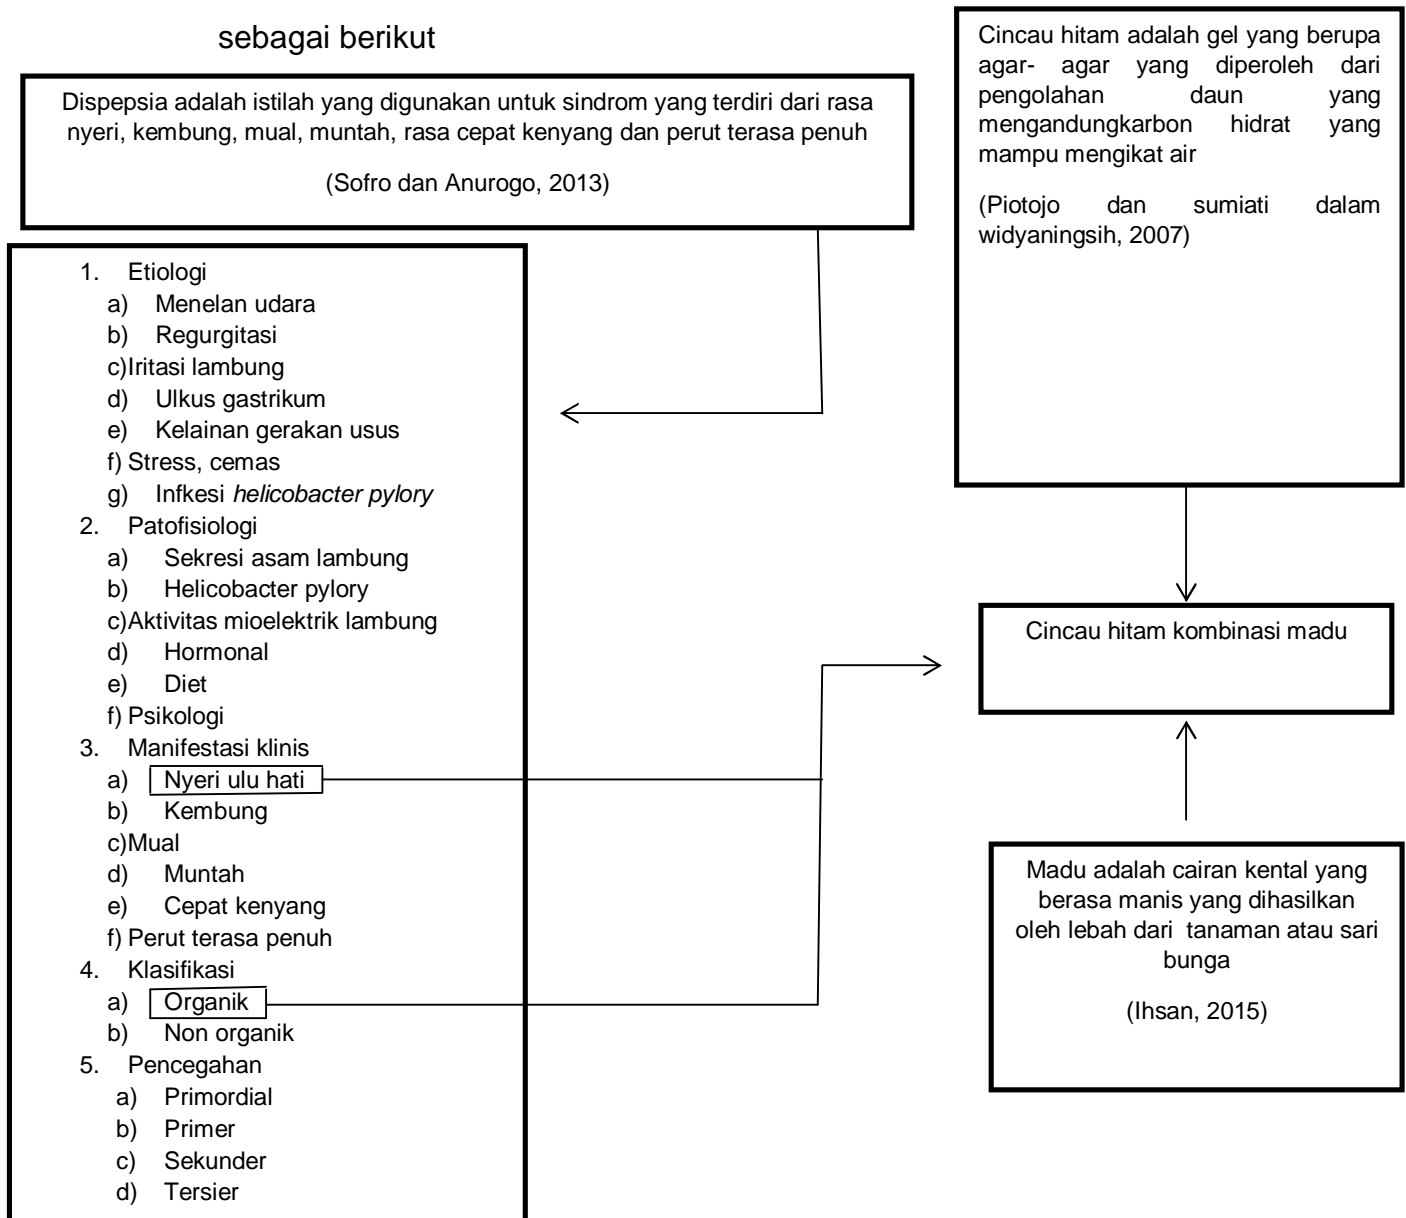 sebagai berikut
Dispepsia adalah istilah yang digunakan untuk sindrom yang terdiri dari rasa
nyeri, kembung, mual, muntah, rasa cepat kenyang dan perut terasa penuh
(Sofro dan Anurogo, 2013)
1. Etiologi
a) Menelan udara
b) Regurgitasi
c)Iritasi lambung
d) Ulkus gastrikum
e) Kelainan gerakan usus
f) Stress, cemas
g) Infkesi helicobacter pylory
2. Patofisiologi
a) Sekresi asam lambung
b) Helicobacter pylory
c)Aktivitas mioelektrik lambung
d) Hormonal
e) Diet
f) Psikologi
3. Manifestasi klinis
a) Nyeri ulu hati
b) Kembung
c)Mual
d) Muntah
e) Cepat kenyang
f) Perut terasa penuh
4. Klasifikasi
a) Organik
b) Non organik
5. Pencegahan
a) Primordial
b) Primer
c) Sekunder
d) Tersier
Cincau hitam adalah gel yang berupa
agar- agar yang diperoleh dari
pengolahan daun yang
mengandungkarbon hidrat yang
mampu mengikat air
(Piotojo dan sumiati dalam
widyaningsih, 2007)
Cincau hitam kombinasi madu
Madu adalah cairan kental yang
berasa manis yang dihasilkan
oleh lebah dari tanaman atau sari
bunga
(Ihsan, 2015)